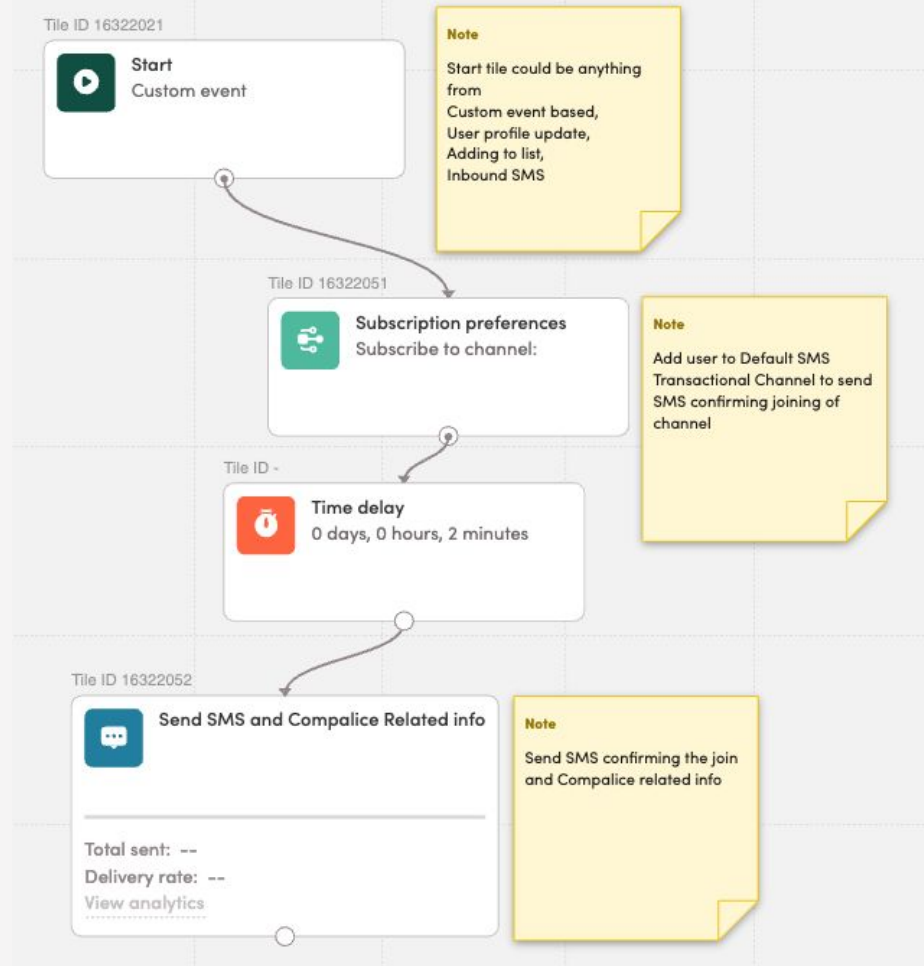 Tile ID 16322021
Start
Custom event
Note
Start tile could be anything
from
Custom event based,
User profile update,
Adding to list,
Inbound SMS
Tile ID 16322051
Subscription preferences
Subscribe to channel:
Note
Add user to Default SMS
Transactional Channel to send
SMS confirming joining of
channel
Tile ID -
Time delay
0 days, 0 hours, 2 minutes
Tile ID 16322052
Send SMS and Compalice Related info
Total sent: --
Delivery rate: --
View analytics
Note
Send SMS confirming the join
and Compalice related info